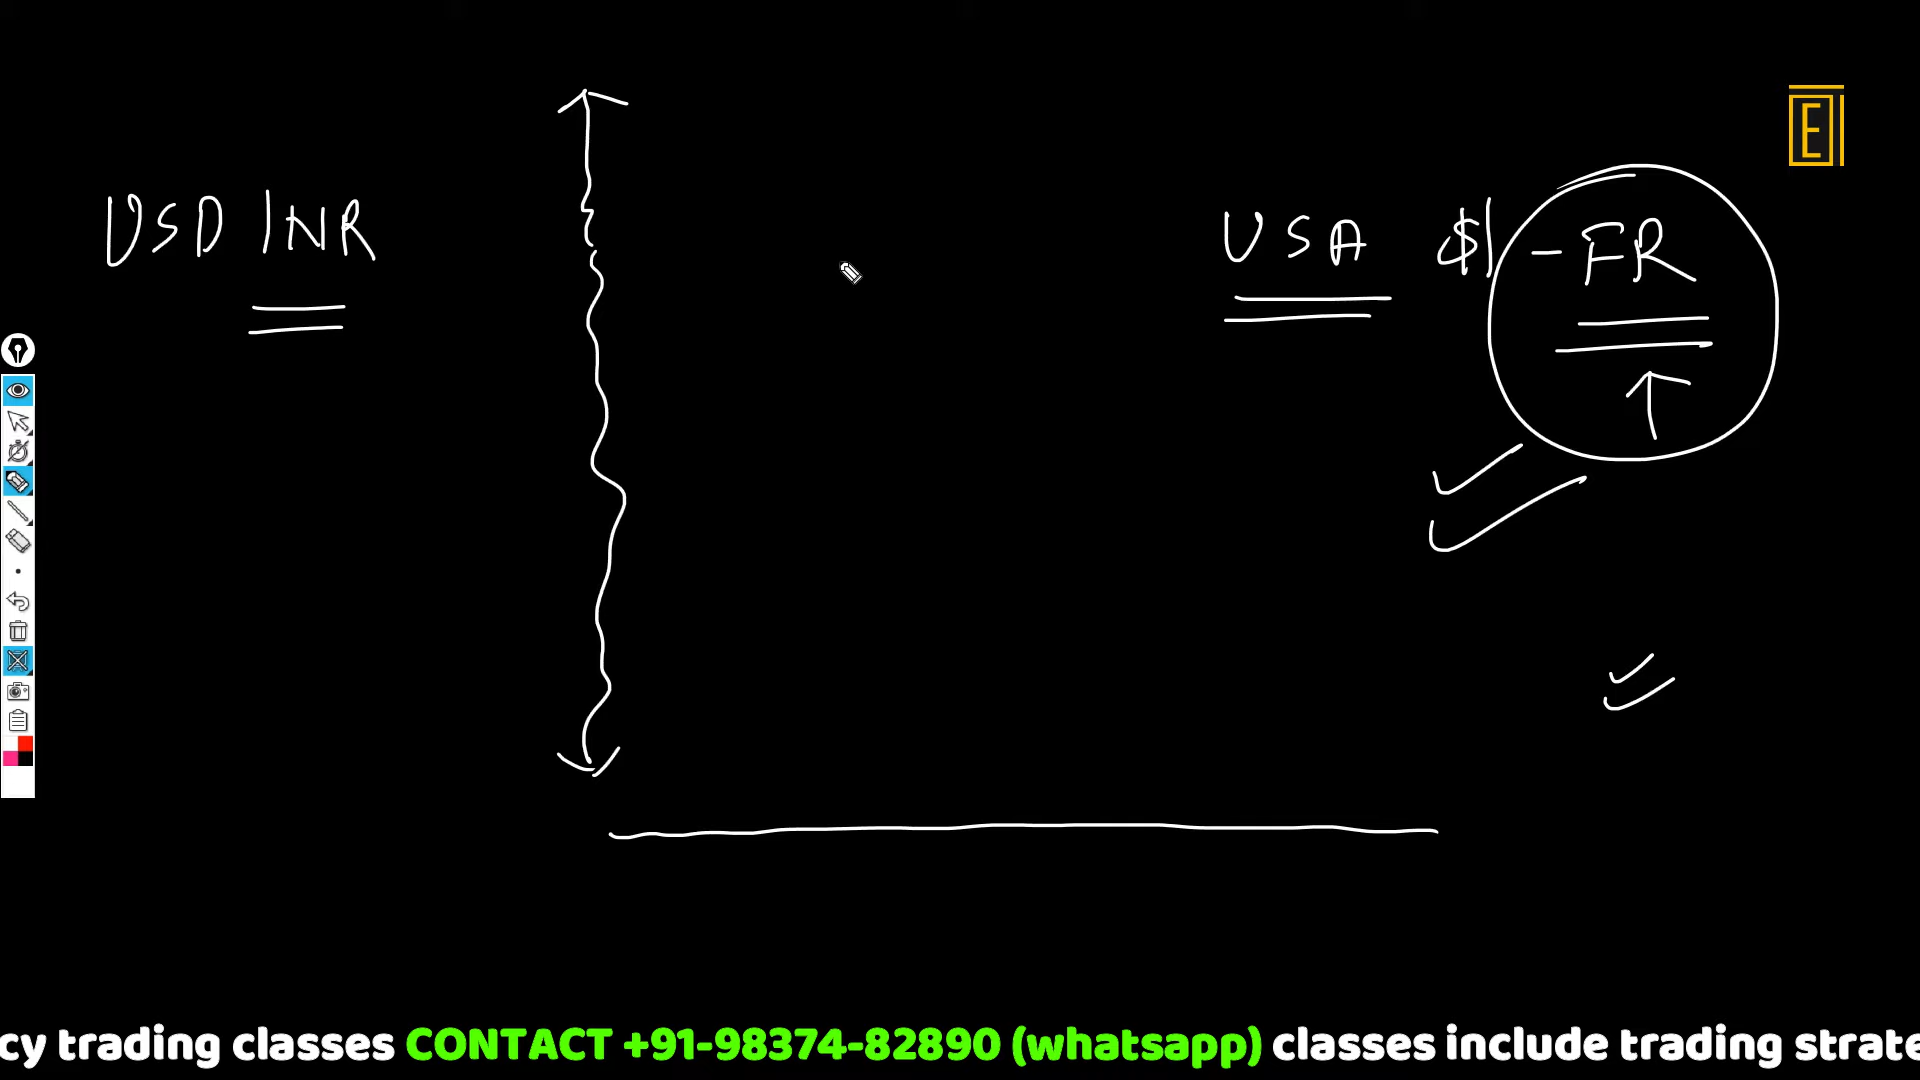 USD INR
USA $ - FR
E
cy trading classes CONTACT +91-98374-82890 (whatsapp) classes include trading strate